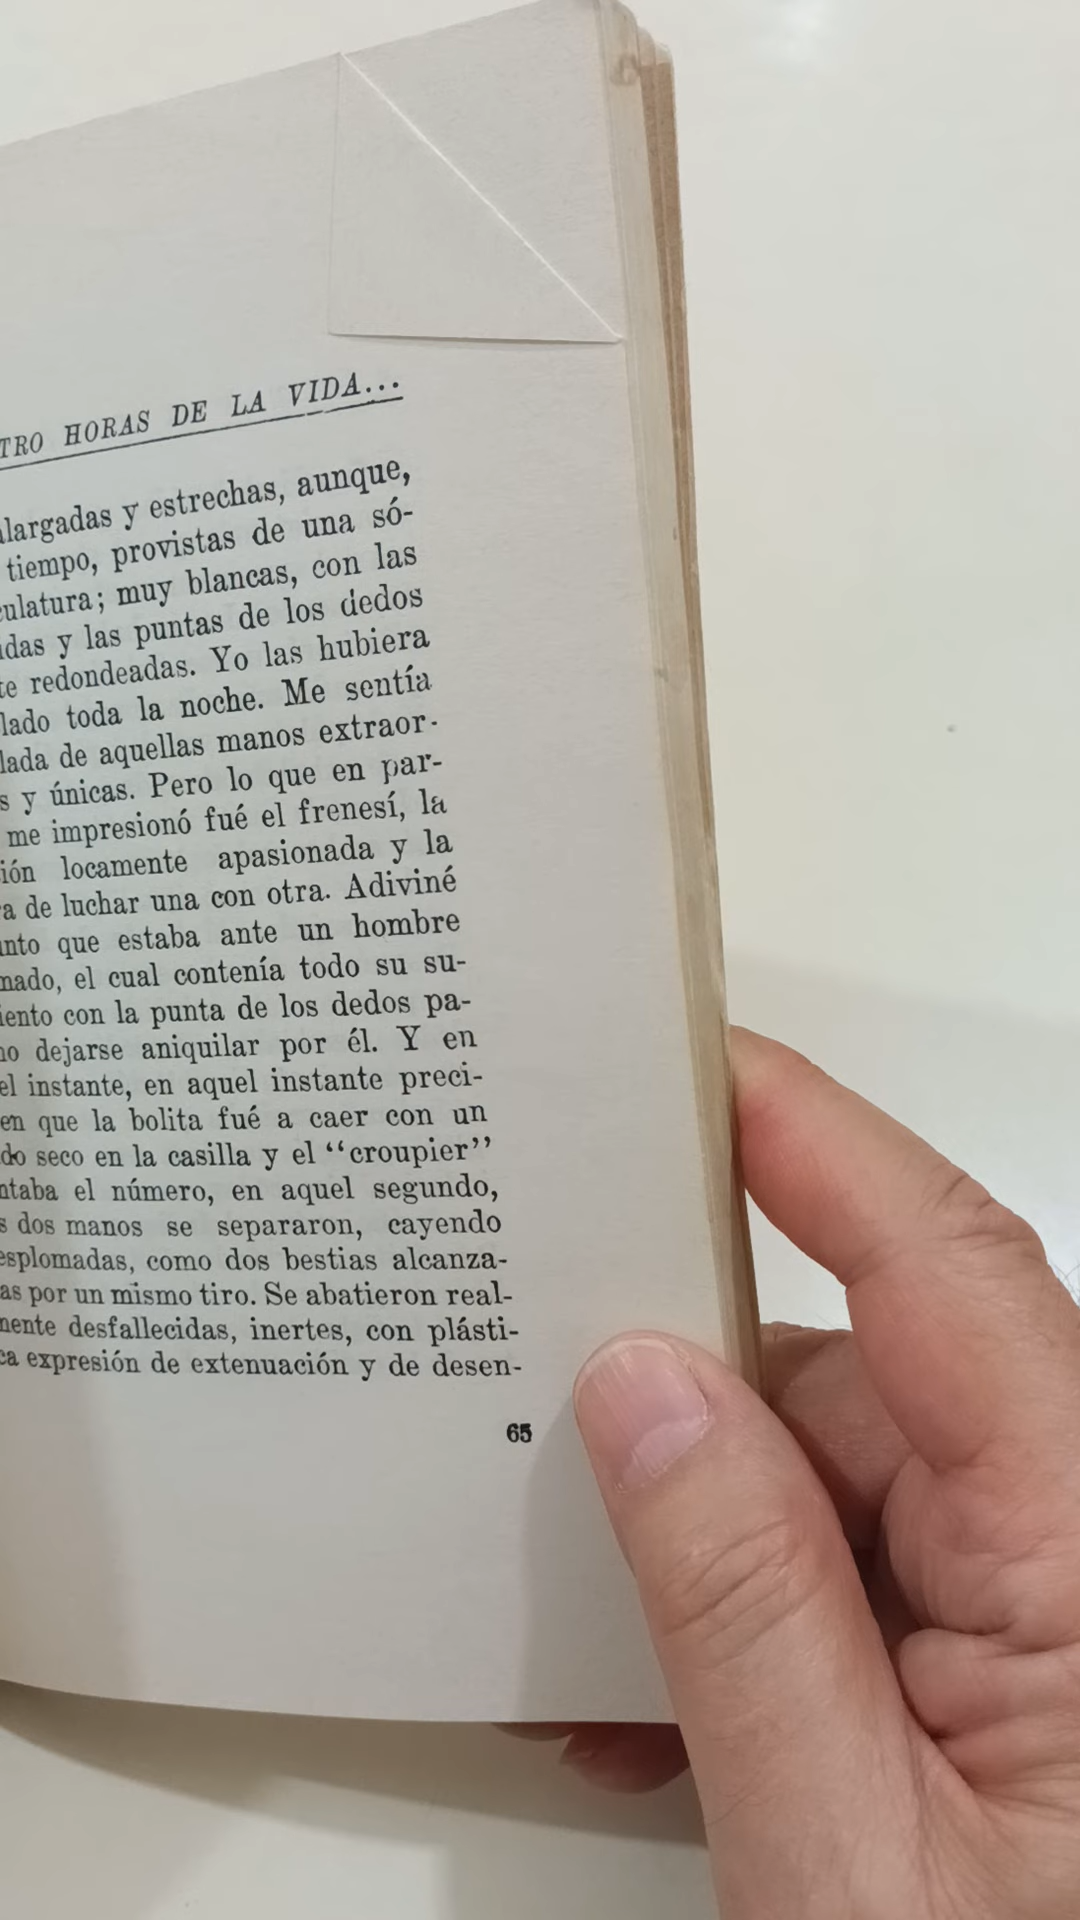 TRO HORAS DE LA VIDA...
largadas y estrechas, aunque,
tiempo, provistas de una só-
ulatura; muy blancas, con las
das y las puntas de los dedos
te redondeadas. Yo las hubiera
lado toda la noche. Me sentía
lada de aquellas manos extraor-
s y únicas. Pero lo que en par-
me impresionó fué el frenesí, la
ión locamente apasionada y la
a de luchar una con otra. Adiviné
nto que estaba ante un hombre
mado, el cual contenía todo su su-
iento con la punta de los dedos pa-
no dejarse aniquilar por él. Y en
el instante, en aquel instante preci-
en que la bolita fué a caer con un
do seco en la casilla y el “croupier”
ntaba el número, en aquel segundo,
s dos manos se separaron, cayendo
esplomadas, como dos bestias alcanza-
as por un mismo tiro. Se abatieron real-
mente desfallecidas, inertes, con plásti-
ca expresión de extenuación y de desen-
65